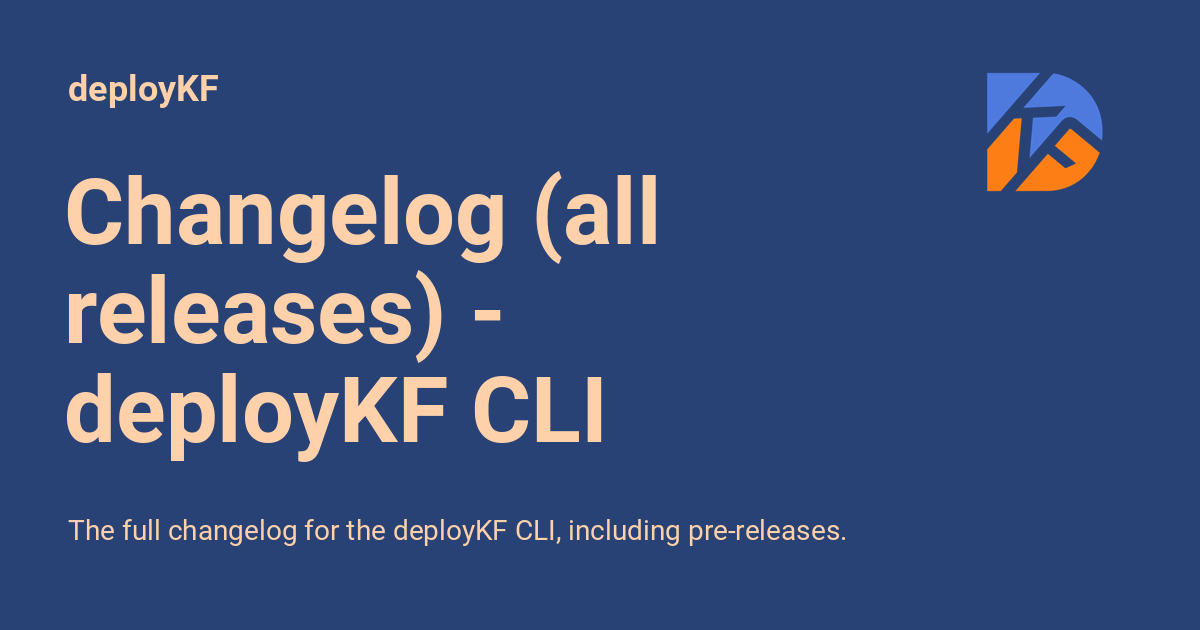 deployKF
Changelog (all
releases) -
deployKF CLI
The full changelog for the deployKF CLI, including pre-releases.